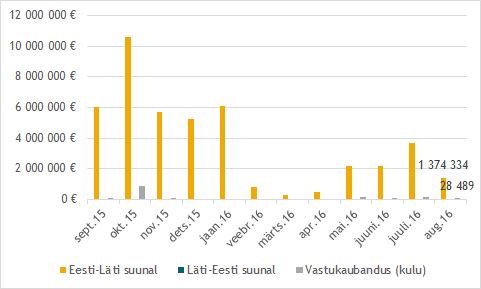 12 000 000 €
10 000 000 €
8 000 000 €
6 000 000 €
4 000 000 €
2 000 000 €
0 €
1 374 334
28 489
sept.15
okt.15
nov.15
dets.15
jaan.16
veebr.16
märts.16
apr.16
mai.16
juuni.16
juuli.16
aug.16
Eesti-Läti suunal
Läti-Eesti suunal
Vastukaubandus (kulu)